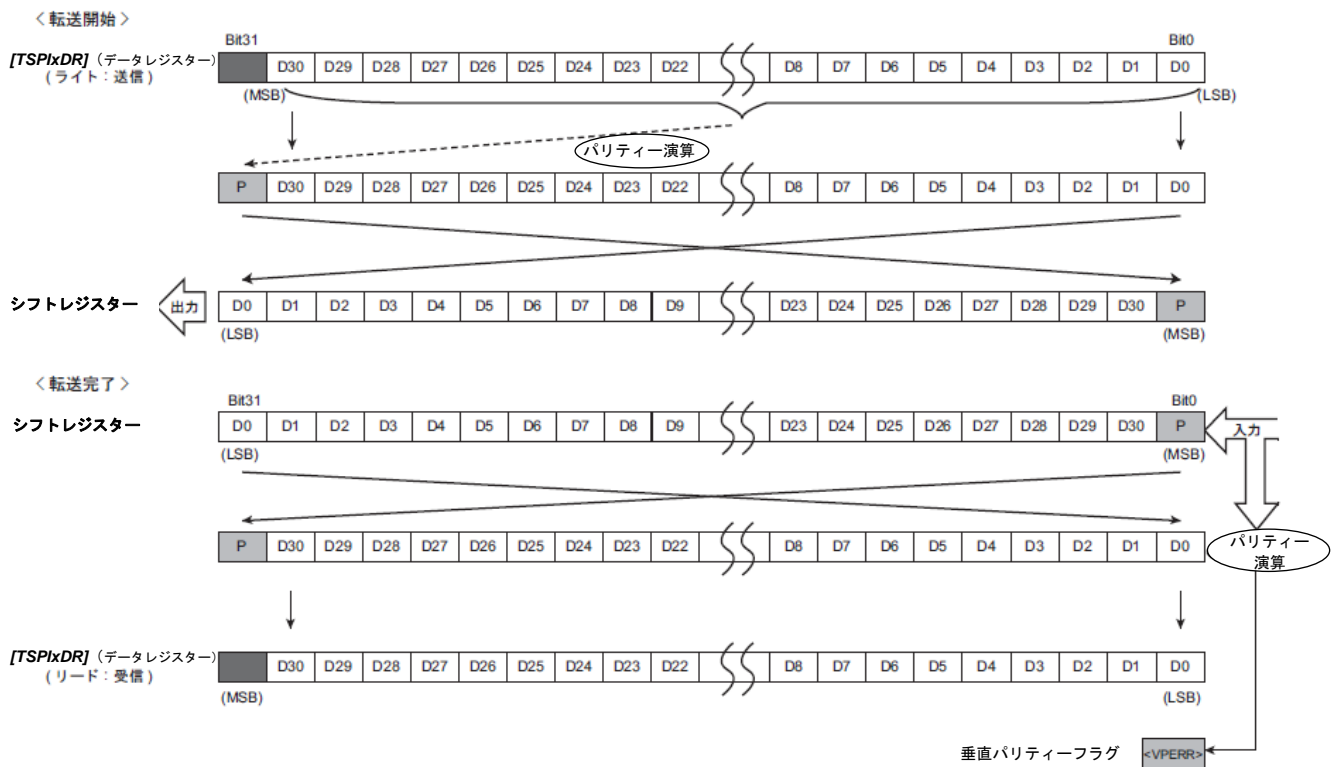 ＜転送開始＞
Bit31 Bit0
[TSPIxDR]（データレジスター）
（ライト：送信）
D30 D29 D28 D27 D26 D25 D24 D23 D22 D8 D7 D6 D5 D4 D3 D2 D1 D0
(MSB) (LSB)
パリティー演算
P D30 D29 D28 D27 D26 D25 D24 D23 D22 D8 D7 D6 D5 D4 D3 D2 D1 D0
シフトレジスター 出力 D0 D1 D2 D3 D4 D5 D6 D7 D8 D9 D23 D24 D25 D26 D27 D28 D29 D30 P
(LSB) (MSB)
＜転送完了＞
Bit31 Bit0
シフトレジスター D0 D1 D2 D3 D4 D5 D6 D7 D8 D9 D23 D24 D25 D26 D27 D28 D29 D30 P 入力
(LSB) (MSB)
P D30 D29 D28 D27 D26 D25 D24 D23 D22 D8 D7 D6 D5 D4 D3 D2 D1 D0
パリティー
演算
[TSPIxDR]（データレジスター）
（リード：受信）
D30 D29 D28 D27 D26 D25 D24 D23 D22 D8 D7 D6 D5 D4 D3 D2 D1 D0
(MSB) (LSB)
垂直パリティーフラグ <VPERR>